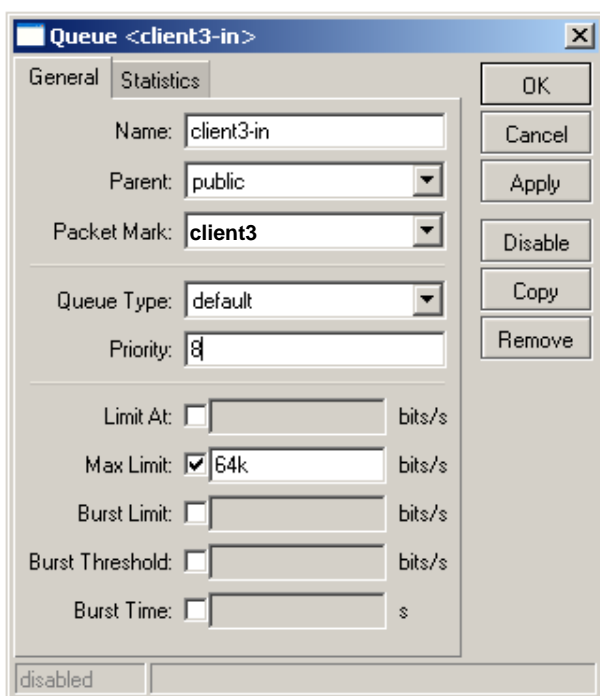 Queue <client3-in>
General Statistics
Name: client3-in
Parent: public
Packet Mark: client3
Queue Type: default
Priority: 8
Limit At: bits/s
Max Limit: 64k bits/s
Burst Limit: bits/s
Burst Threshold: bits/s
Burst Time: s
OK
Cancel
Apply
Disable
Copy
Remove
disabled